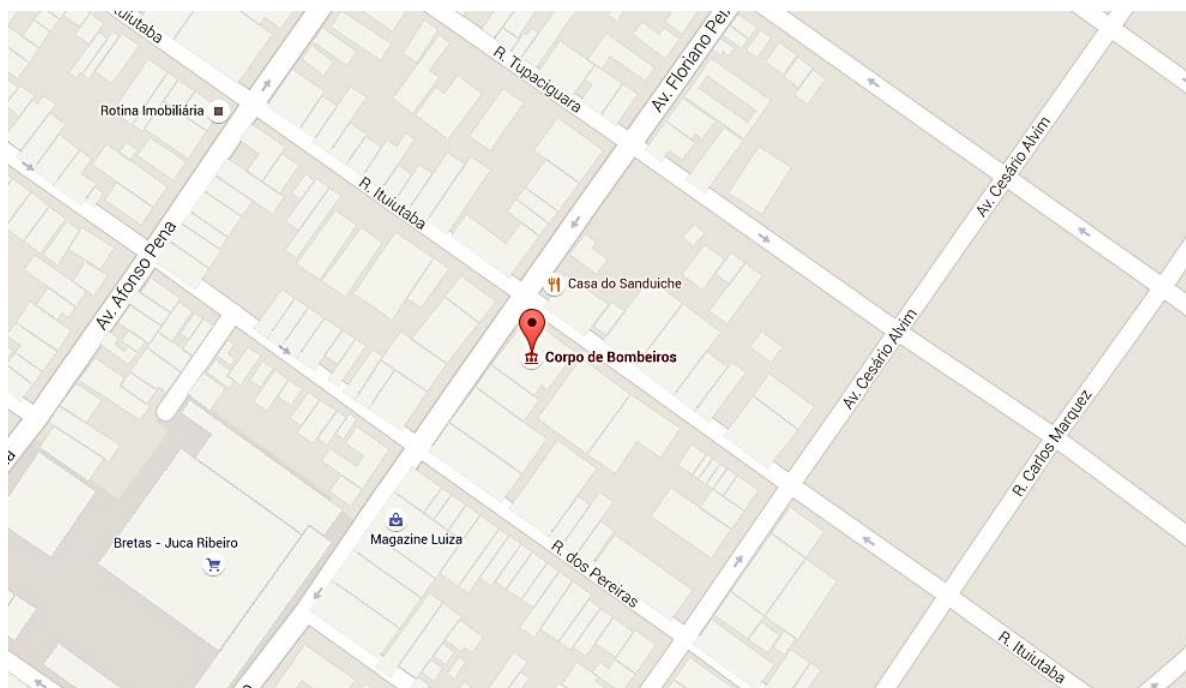 R. Tupaciguara
Av. Floriano Pei
Rotina Imobiliária
Av. Cesário Alvim
R. Ituiutaba
Av. Afonso Pena
Casa do Sanduiche
Corpo de Bombeiros
Av. Cesário Alvim
R. Carlos Marquez
Magazine Luiza
Bretas - Juca Ribeiro
R. dos Pereiras
R. Ituiutaba